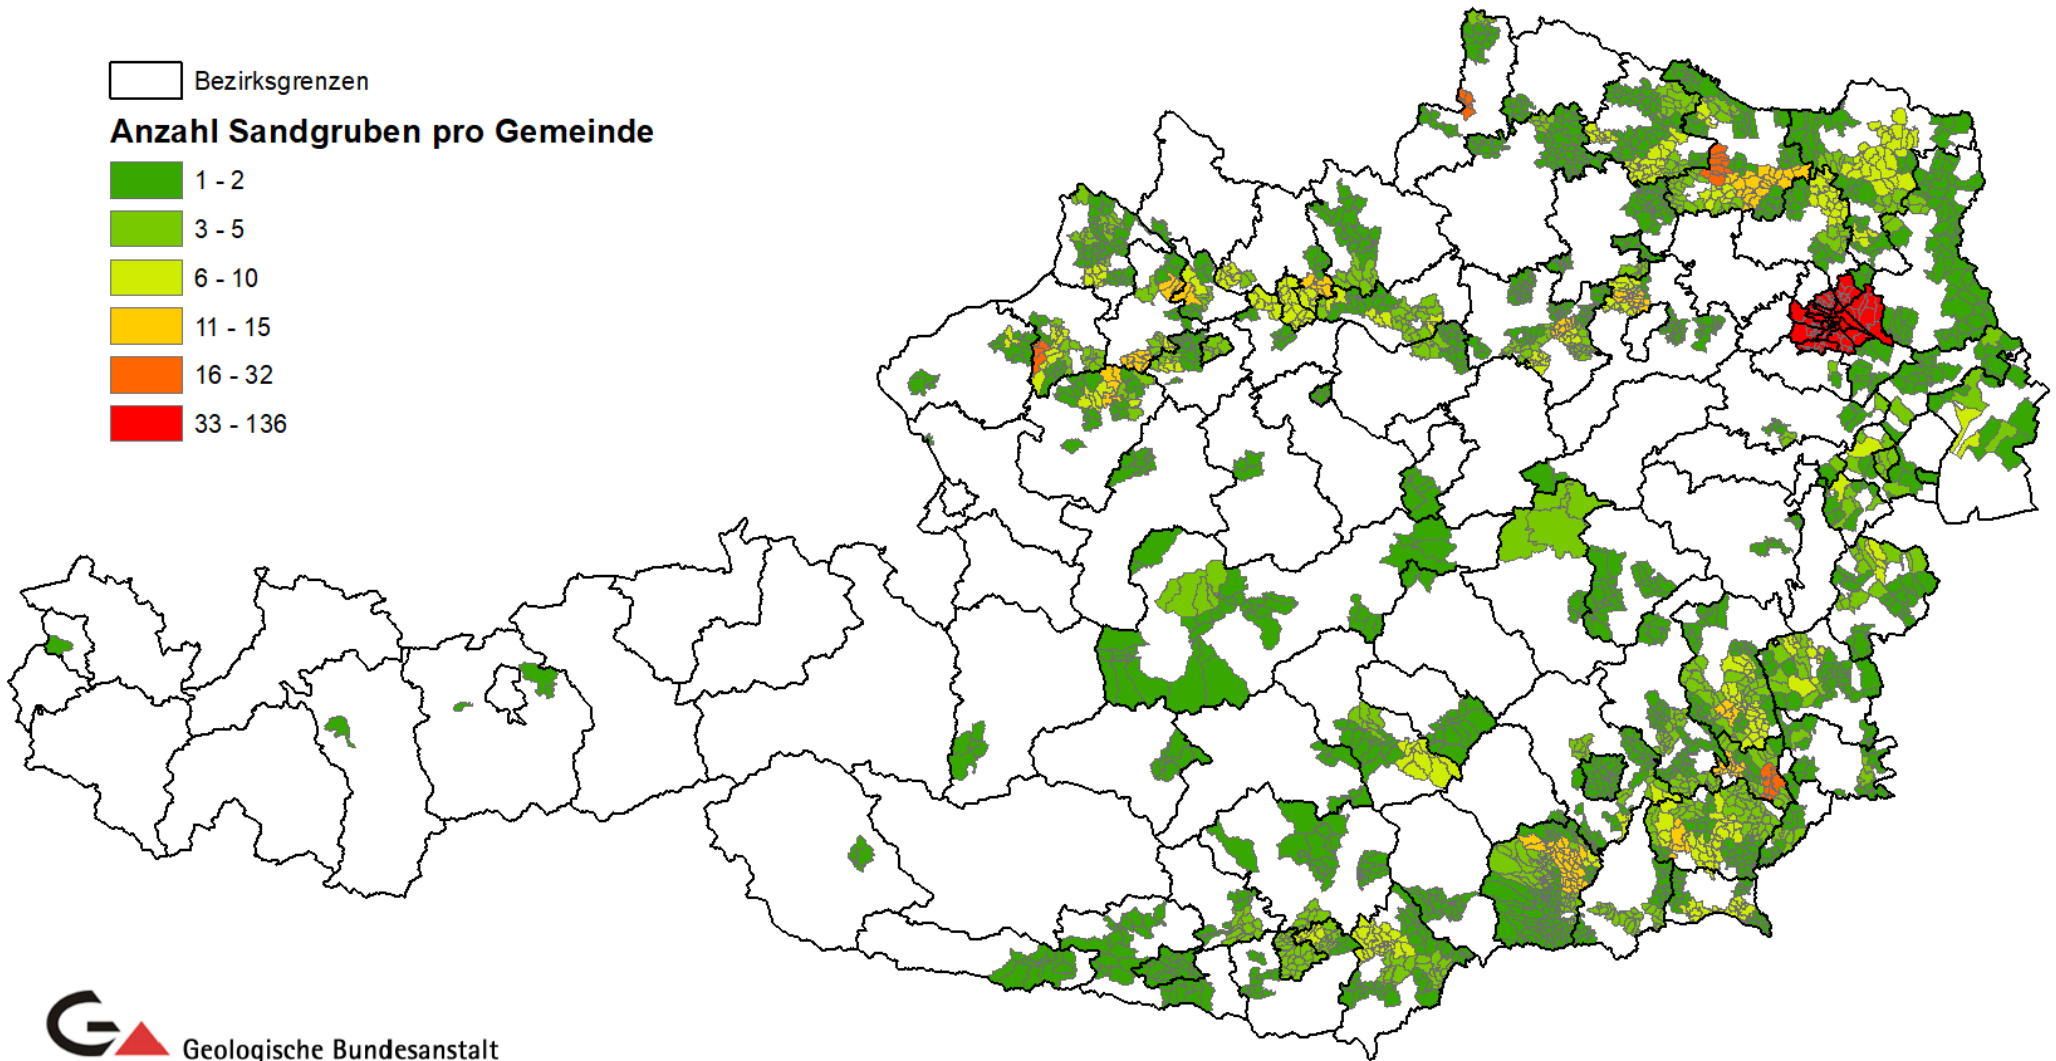 Bezirksgrenzen
Anzahl Sandgruben pro Gemeinde
1 - 2
3 - 5
6 - 10
11 - 15
16 - 32
33 - 136
Geologische Bundesanstalt